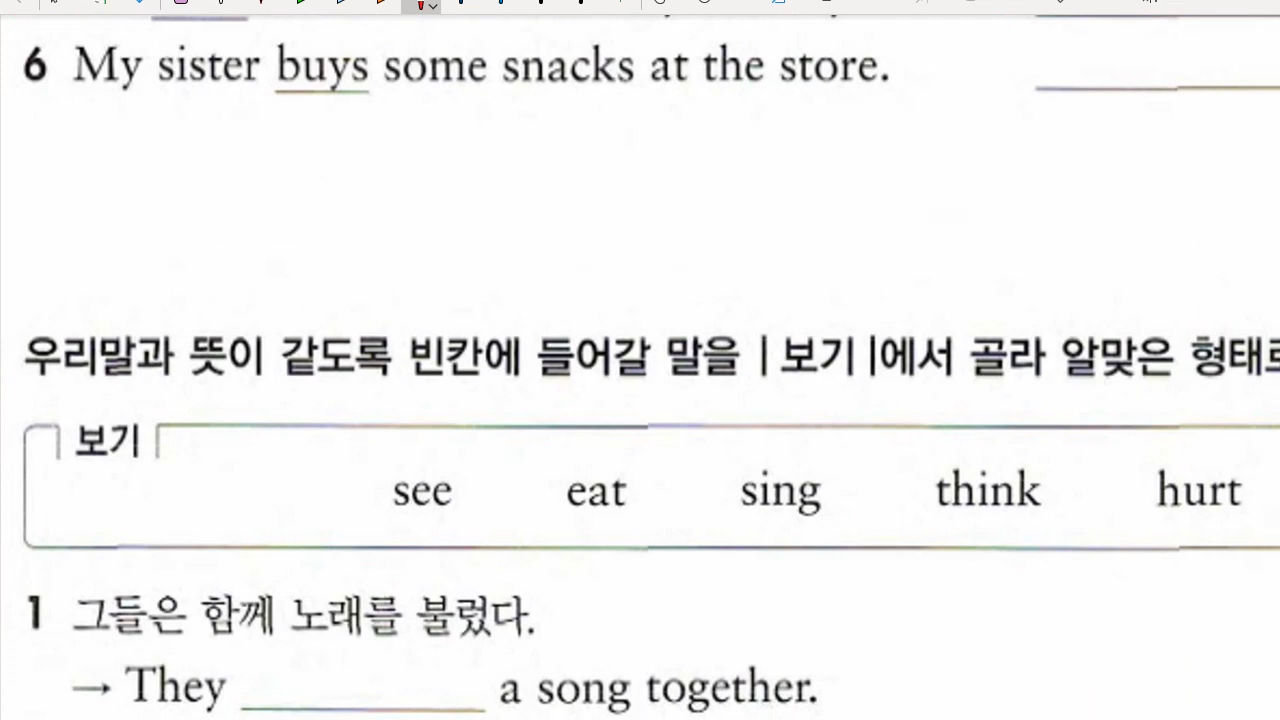 6 My sister buys some snacks at the store.
우리말과 뜻이 같도록 빈칸에 들어갈 말을 | 보기 |에서 골라 알맞은 형태로
보기
see eat sing think hurt
1 그들은 함께 노래를 불렀다.
→ They ________ a song together.